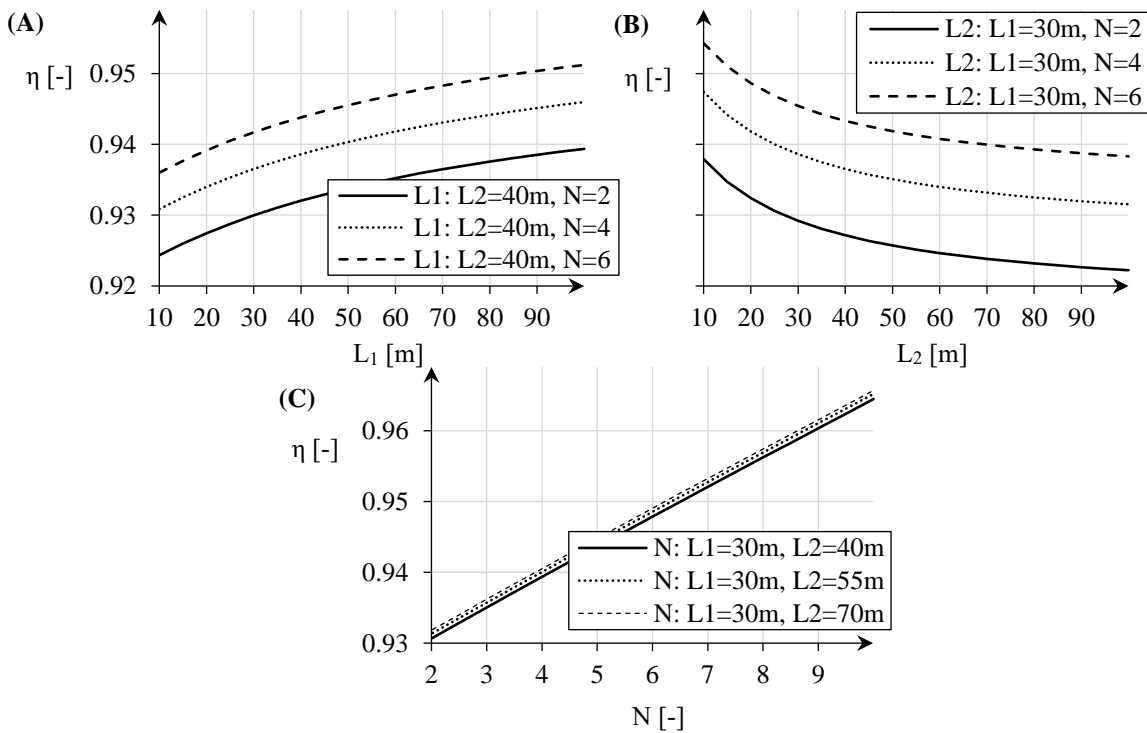 (A)
η [-]
0.95
0.94
0.93
0.92
L1: L2=40m, N=2
L1: L2=40m, N=4
L1: L2=40m, N=6
10 20 30 40 50 60 70 80 90
L₁ [m]
(B)
η [-]
L2: L1=30m, N=2
L2: L1=30m, N=4
L2: L1=30m, N=6
10 20 30 40 50 60 70 80 90
L₂ [m]
(C)
η [-]
0.96
0.95
0.94
0.93
N: L1=30m, L2=40m
N: L1=30m, L2=55m
N: L1=30m, L2=70m
2 3 4 5 6 7 8 9
N [-]